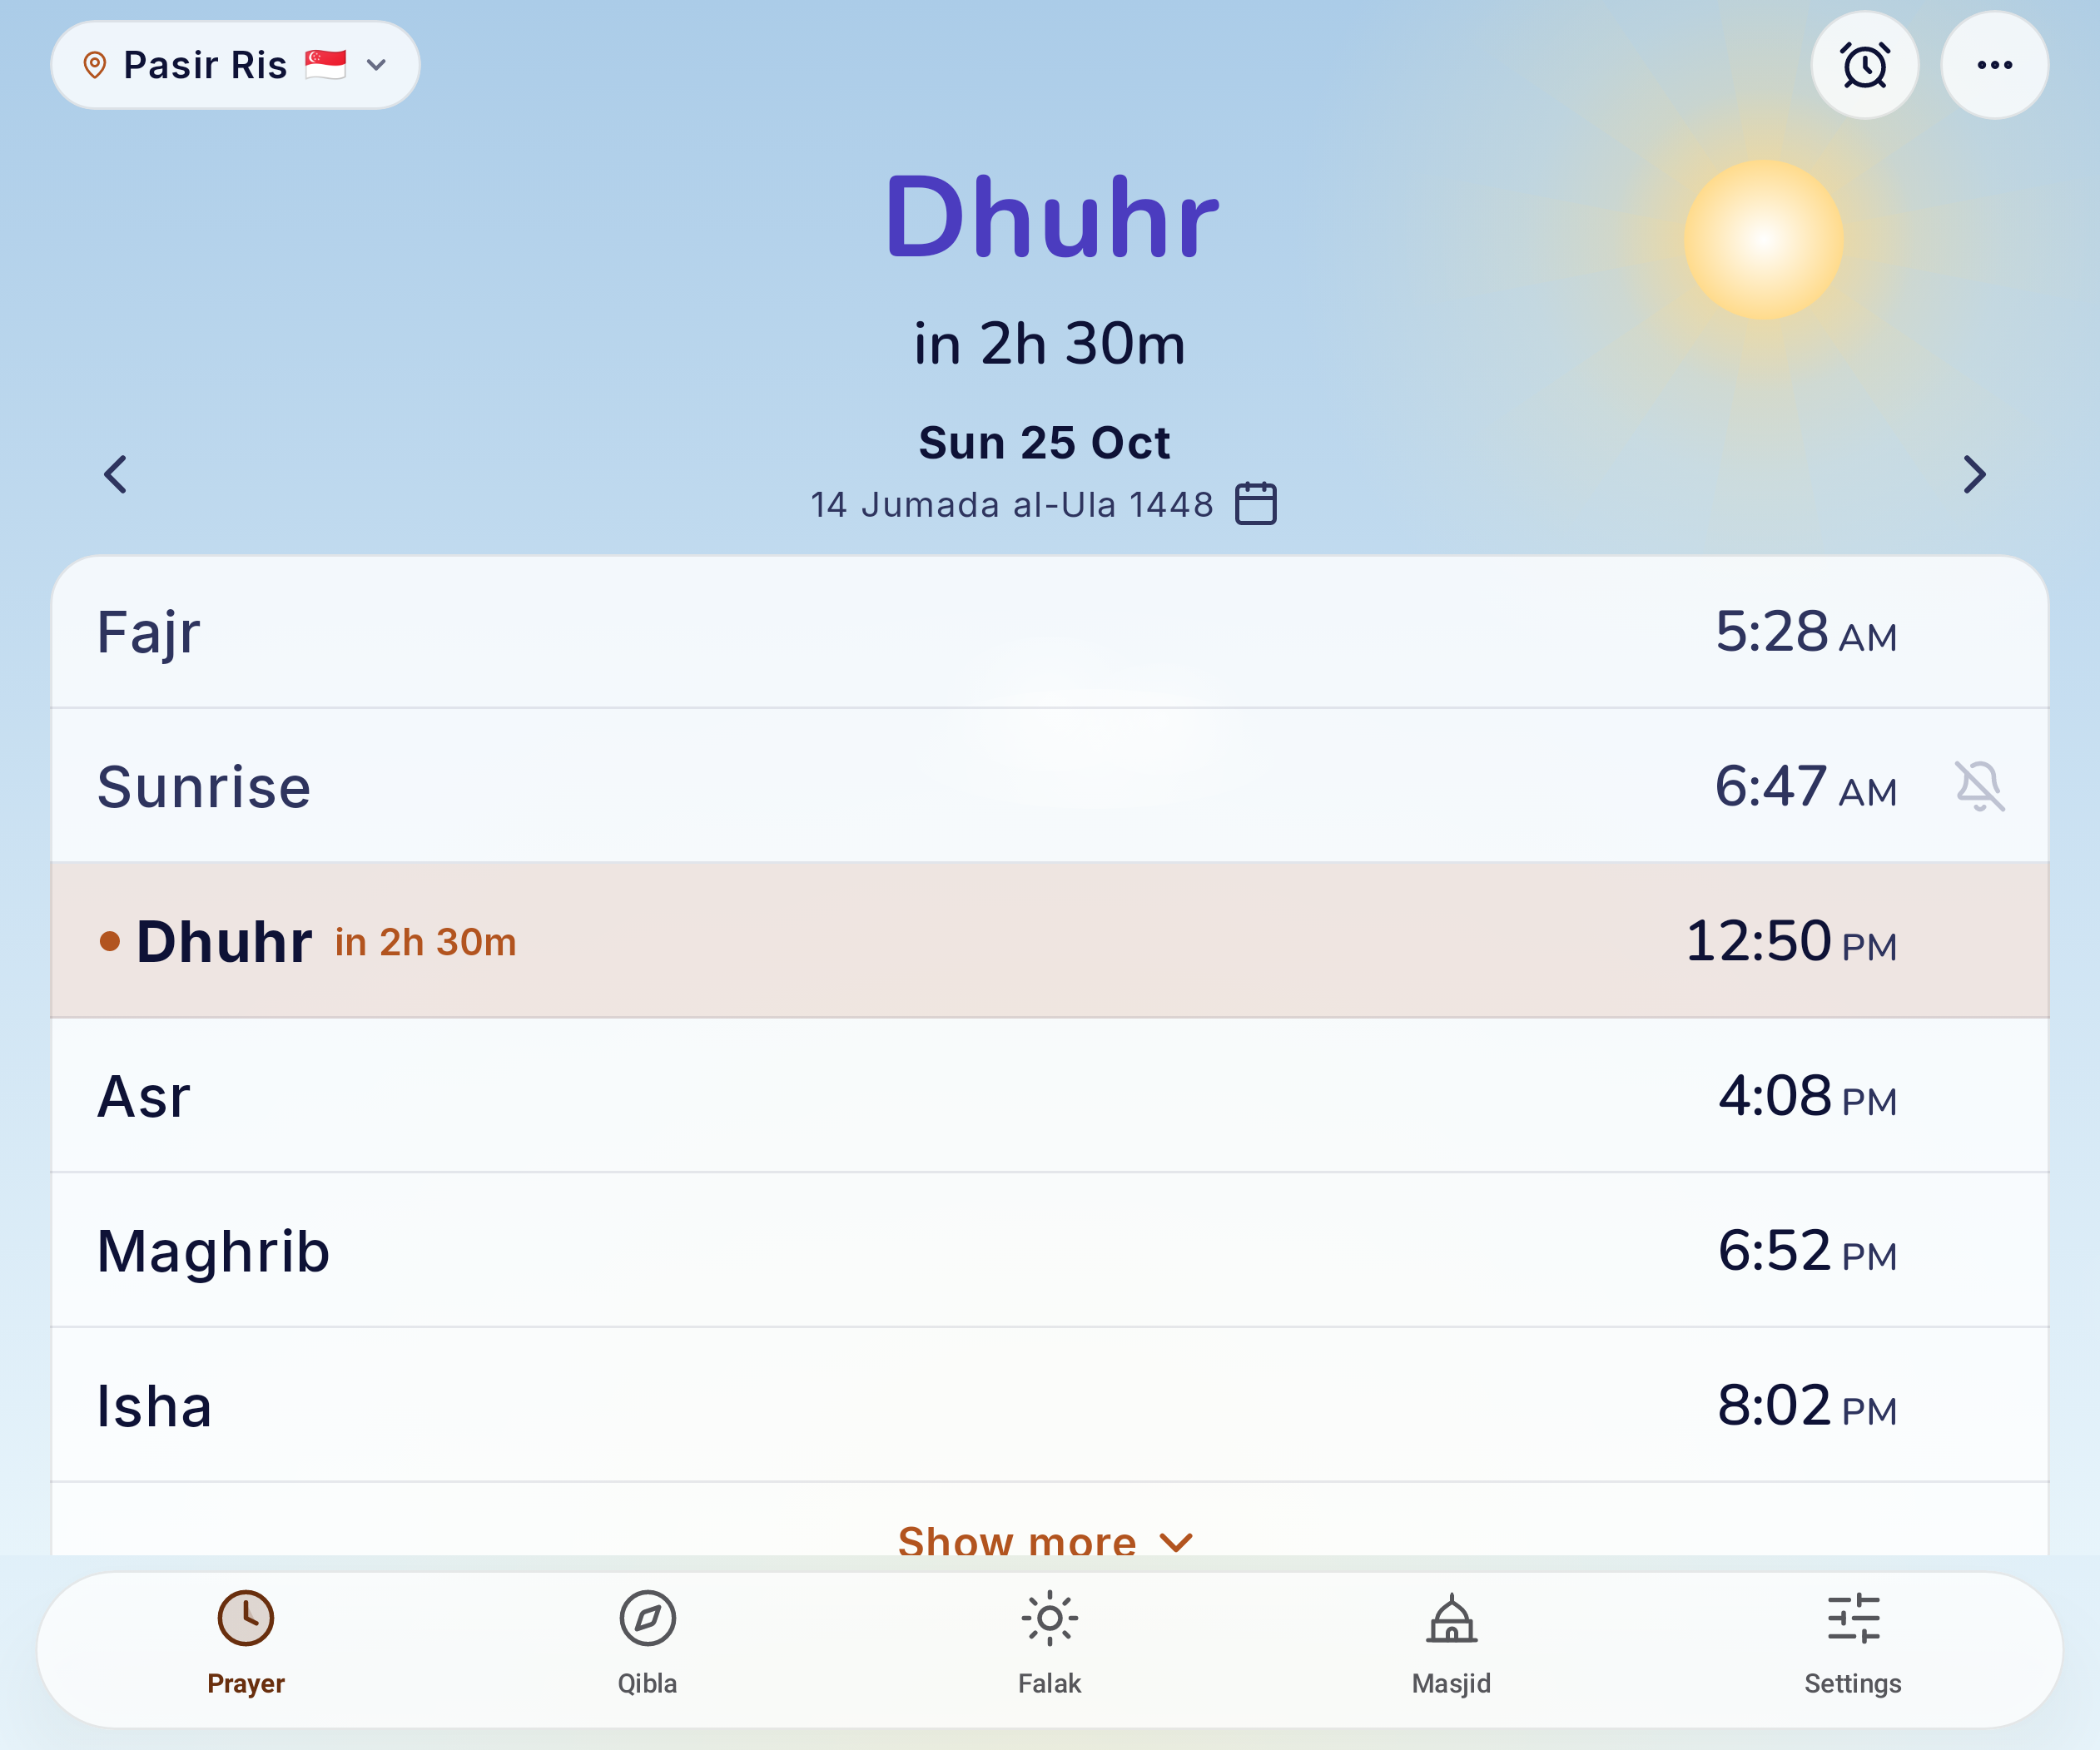 Pasir Ris 🇸🇬
Dhuhr
in 2h 30m
Sun 25 Oct
14 Jumada al-Ula 1448
Fajr 5:28 AM
Sunrise 6:47 AM
Dhuhr in 2h 30m 12:50 PM
Asr 4:08 PM
Maghrib 6:52 PM
Isha 8:02 PM
Show more
Prayer Qibla Falak Masjid Settings